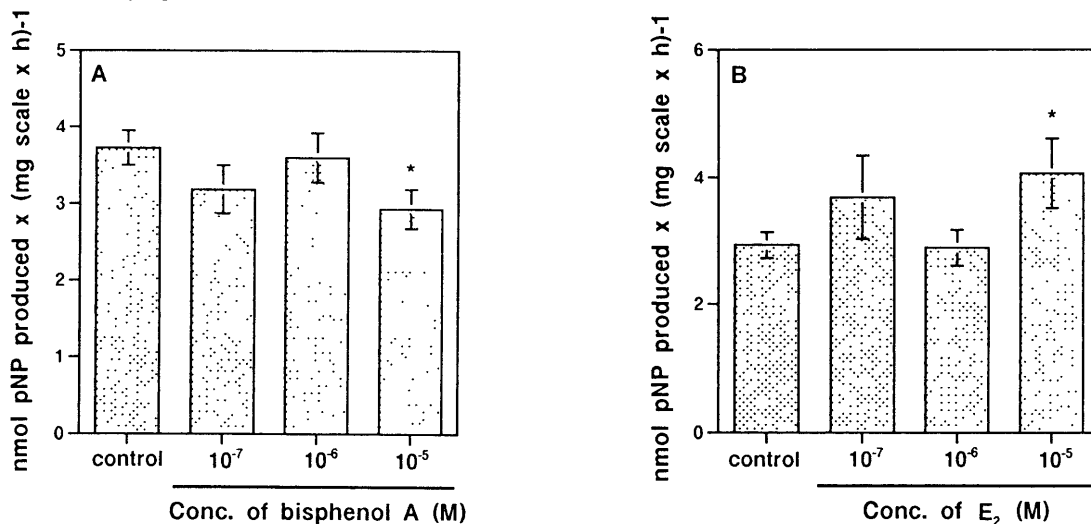 nmol pNP produced x (mg scale x h)-1
A
5
4
3
2
1
0
*
control
10-7
10-6
10-5
Conc. of bisphenol A (M)
nmol pNP produced x (mg scale x h)-1
B
6
4
2
0
*
control
10-7
10-6
10-5
Conc. of E2 (M)